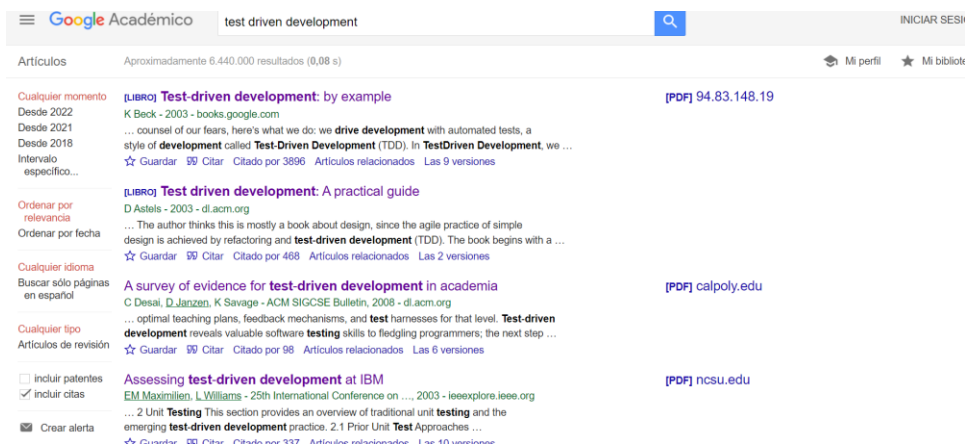 Google Académico
test driven development
INICIAR SESIÓ
Artículos
Aproximadamente 6.440.000 resultados (0,08 s)
Mi perfil
Mi bibliote
Cualquier momento
Desde 2022
Desde 2021
Desde 2018
Intervalo
específico...
Ordenar por
relevancia
Ordenar por fecha
Cualquier idioma
Buscar sólo páginas
en español
Cualquier tipo
Artículos de revisión
incluir patentes
incluir citas
Crear alerta
[LIBRO] Test-driven development: by example
K Beck - 2003 - books.google.com
… counsel of our fears, here's what we do: we drive development with automated tests, a
style of development called Test-Driven Development (TDD). In TestDriven Development, we …
Guardar Citar Citado por 3896 Artículos relacionados Las 9 versiones
[PDF] 94.83.148.19
[LIBRO] Test driven development: A practical guide
D Astels - 2003 - dl.acm.org
… The author thinks this is mostly a book about design, since the agile practice of simple
design is achieved by refactoring and test-driven development (TDD). The book begins with a …
Guardar Citar Citado por 468 Artículos relacionados Las 2 versiones
A survey of evidence for test-driven development in academia
C Desai, D Janzen, K Savage - ACM SIGCSE Bulletin, 2008 - dl.acm.org
… optimal teaching plans, feedback mechanisms, and test harnesses for that level. Test-driven
development reveals valuable software testing skills to fledgling programmers; the next step …
Guardar Citar Citado por 98 Artículos relacionados Las 6 versiones
[PDF] calpoly.edu
Assessing test-driven development at IBM
EM Maximilien, L Williams - 25th International Conference on …, 2003 - ieeexplore.ieee.org
… 2 Unit Testing This section provides an overview of traditional unit testing and the
emerging test-driven development practice. 2.1 Prior Unit Test Approaches …
Guardar Citar Citado por 337 Artículos relacionados Las 10 versiones
[PDF] ncsu.edu